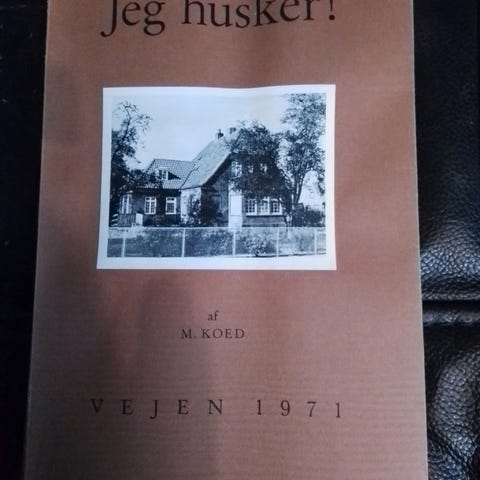 Jeg husker!
af
M. KOED
VEJEN 1971